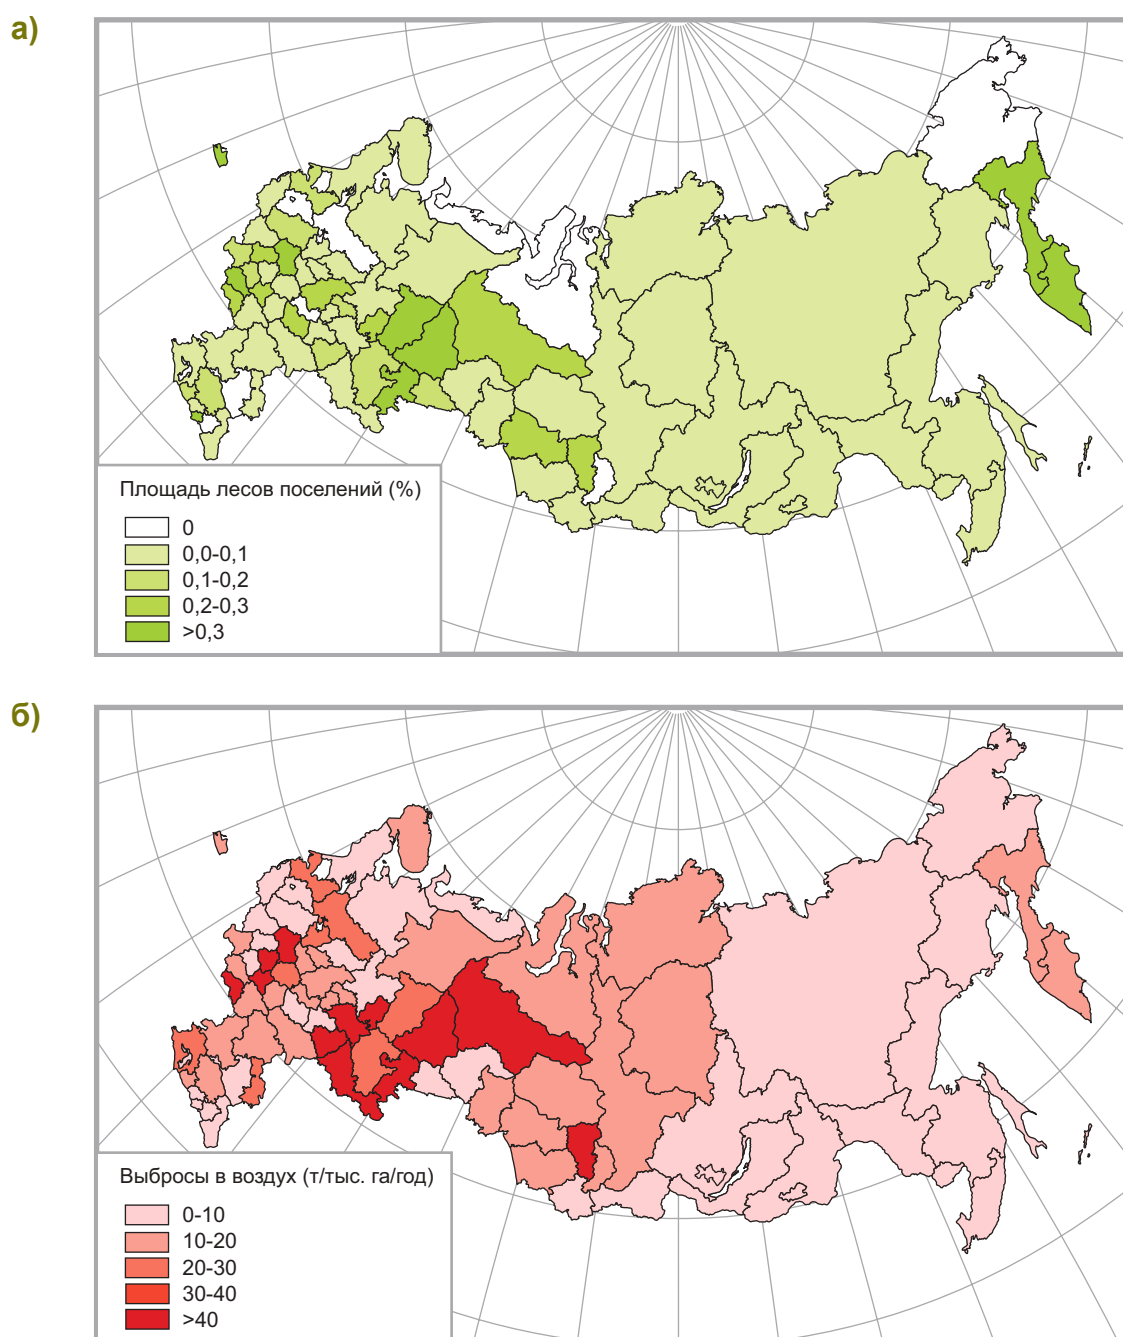 а)
Площадь лесов поселений (%)
0
0,0-0,1
0,1-0,2
0,2-0,3
>0,3
б)
Выбросы в воздух (т/тыс. га/год)
0-10
10-20
20-30
30-40
>40